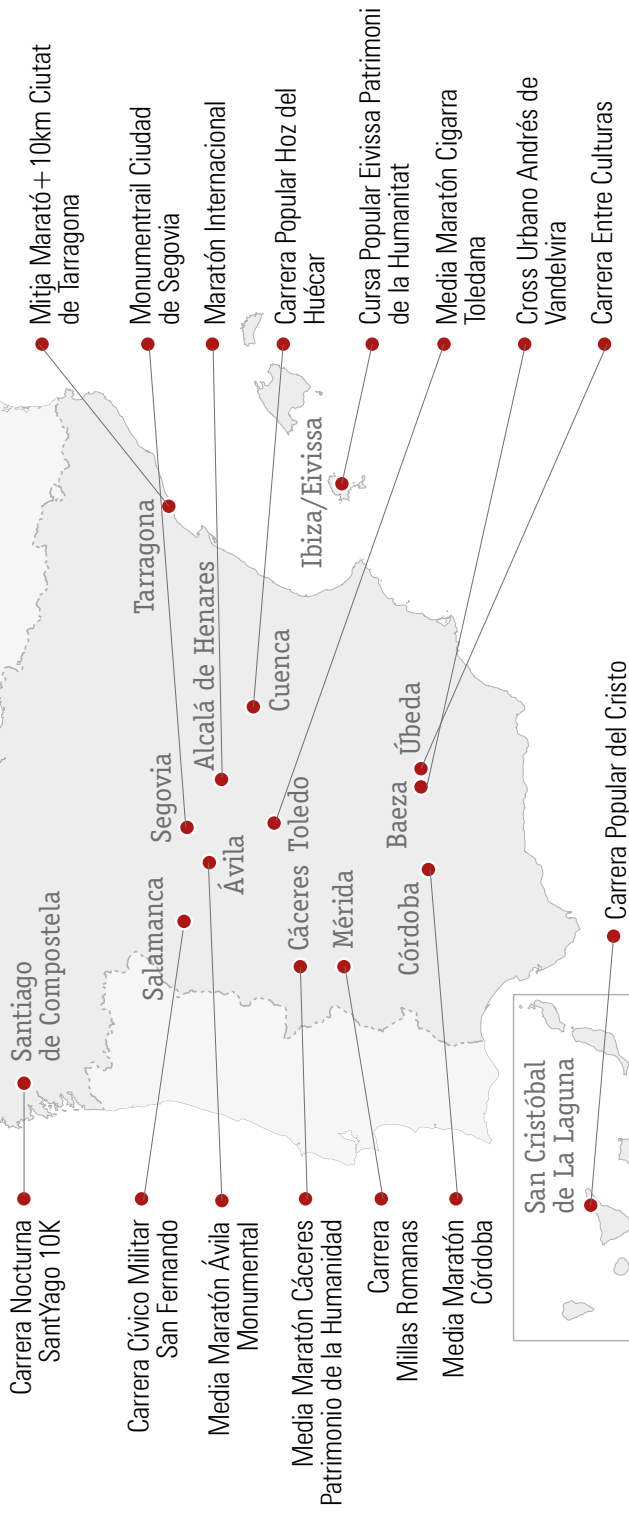 Carrera Nocturna
SantYago 10K
Carrera Cívico Militar
San Fernando
Media Maratón Ávila
Monumental
Media Maratón Cáceres
Patrimonio de la Humanidad
Carrera
Millas Romanas
Media Maratón
Córdoba
Santiago
de Compostela
Salamanca
Segovia
Ávila
Alcalá de Henares
Tarragona
Cuenca
Toledo
Cáceres
Mérida
Córdoba
Baeza
Úbeda
Ibiza/Eivissa
San Cristóbal
de La Laguna
Mitja Marató+ 10km Ciutat
de Tarragona
Monumentrail Ciudad
de Segovia
Maratón Internacional
Carrera Popular Hoz del
Huécar
Cursa Popular Eivissa Patrimoni
de la Humanitat
Media Maratón Cigarra
Toledana
Cross Urbano Andrés de
Vandelvira
Carrera Entre Culturas
Carrera Popular del Cristo